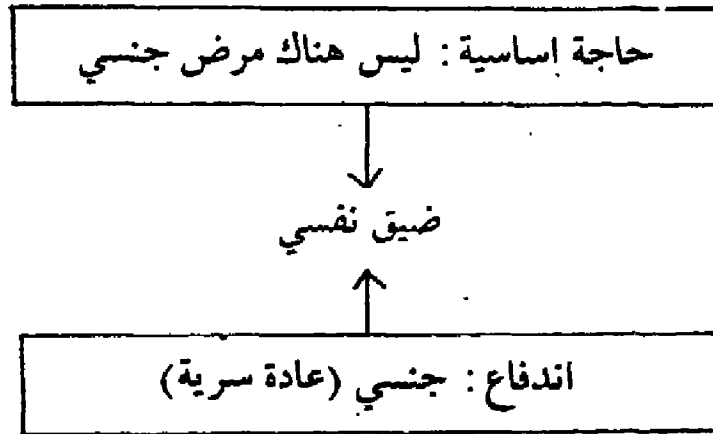 حاجة إساسية : ليس هناك مرض جنسي
ضيق نفسي
اندفاع : جنسي (عادة سرية)